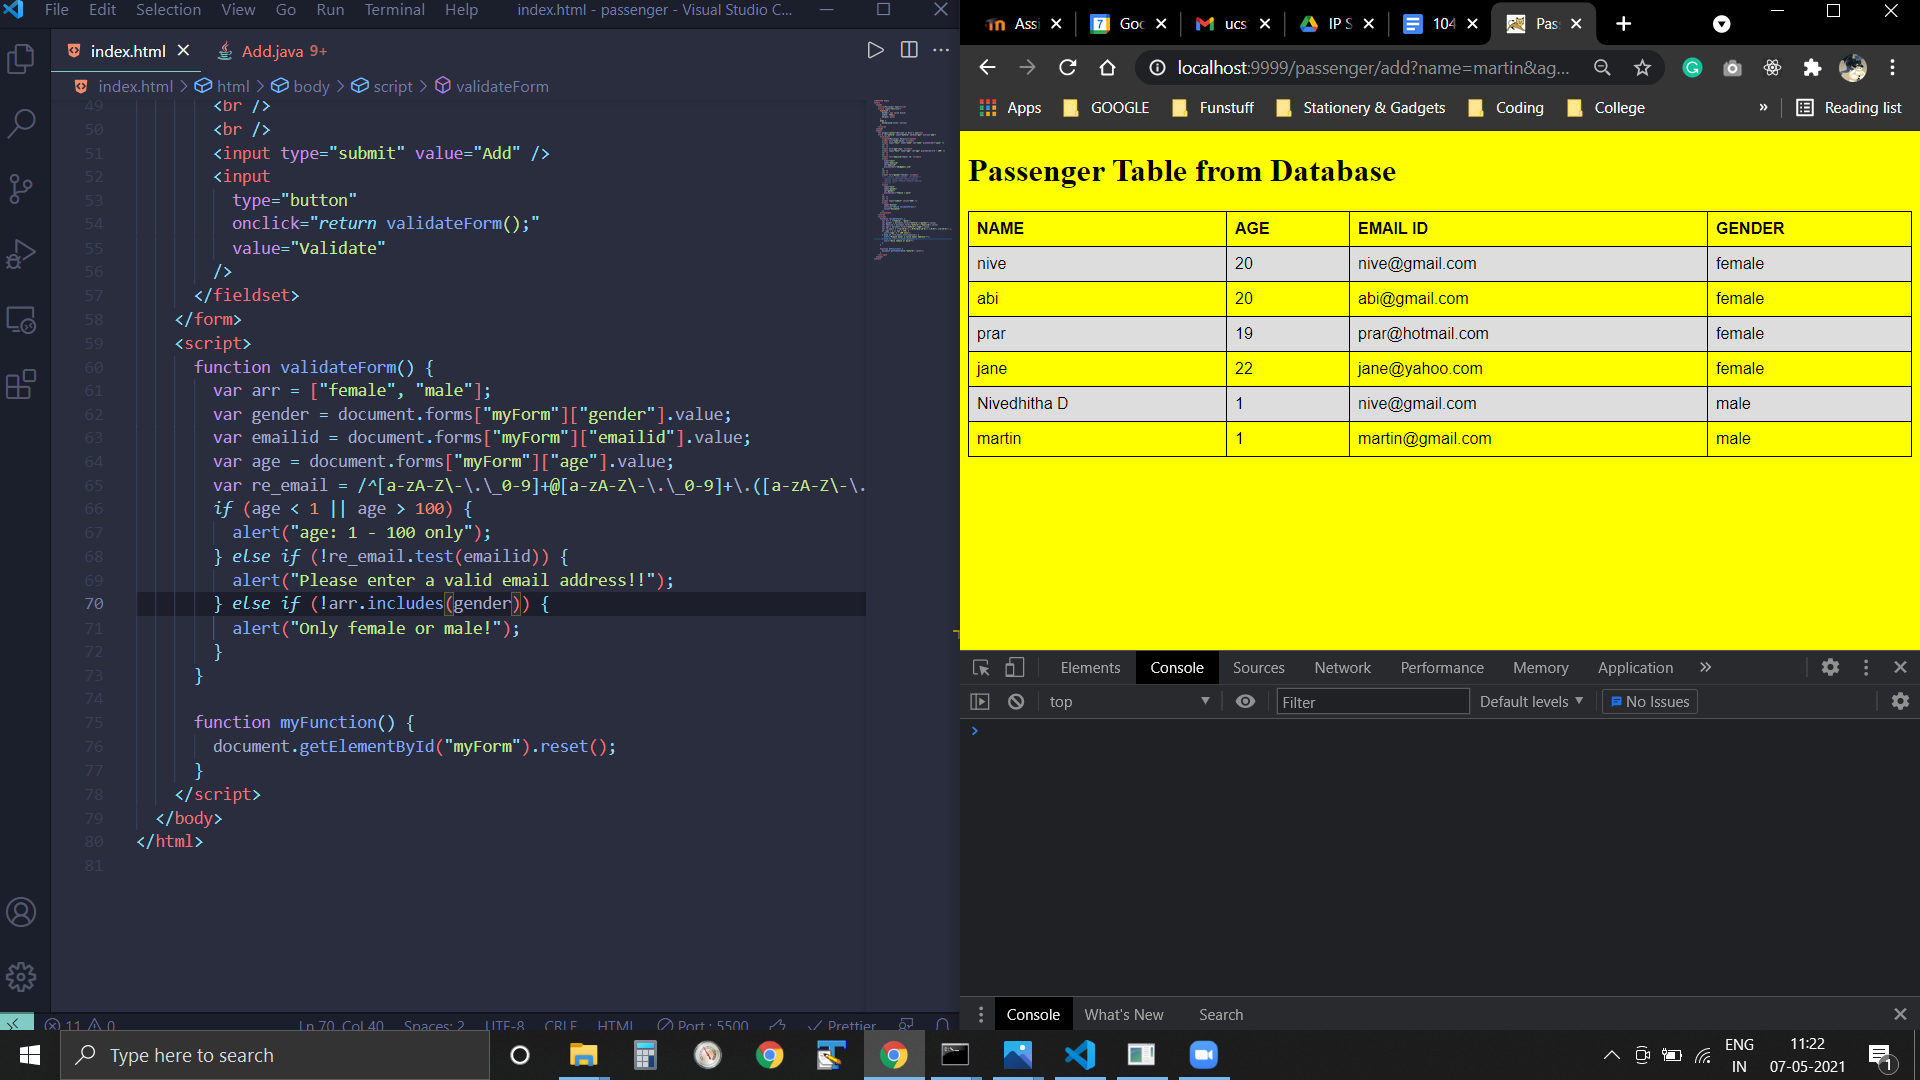 File Edit Selection View Go Run Terminal Help index.html - passenger - Visual Studio C...
index.html Add.java 9+
index.html > html > body > script > validateForm
49 <br />
50 <br />
51 <input type="submit" value="Add" />
52 <input
53 type="button"
54 onclick="return validateForm();"
55 value="Validate"
56 />
57 </fieldset>
58 </form>
59 <script>
60 function validateForm() {
61 var arr = ["female", "male"];
62 var gender = document.forms["myForm"]["gender"].value;
63 var emailid = document.forms["myForm"]["emailid"].value;
64 var age = document.forms["myForm"]["age"].value;
65 var re_email = /^[a-zA-Z\-\.\_0-9]+@[a-zA-Z\-\.\_0-9]+\.([a-zA-Z\-\.
66 if (age < 1 || age > 100) {
67 alert("age: 1 - 100 only");
68 } else if (!re_email.test(emailid)) {
69 alert("Please enter a valid email address!!");
70 } else if (!arr.includes(gender)) {
71 alert("Only female or male!");
72 }
73 }
74
75 function myFunction() {
76 document.getElementById("myForm").reset();
77 }
78 </script>
79 </body>
80 </html>
81
11 0 Ln 70, Col 40 Spaces: 2 UTF-8 CRLF HTML Port : 5500 Prettier
Assi Goo ucs IP S 104 Pas
localhost:9999/passenger/add?name=martin&ag...
Apps GOOGLE Funstuff Stationery & Gadgets Coding College » Reading list
Passenger Table from Database
NAME AGE EMAIL ID GENDER
nive 20 nive@gmail.com female
abi 20 abi@gmail.com female
prar 19 prar@hotmail.com female
jane 22 jane@yahoo.com female
Nivedhitha D 1 nive@gmail.com male
martin 1 martin@gmail.com male
Elements Console Sources Network Performance Memory Application »
top Filter Default levels No Issues
Console What's New Search
Type here to search
ENG
IN
11:22
07-05-2021
1